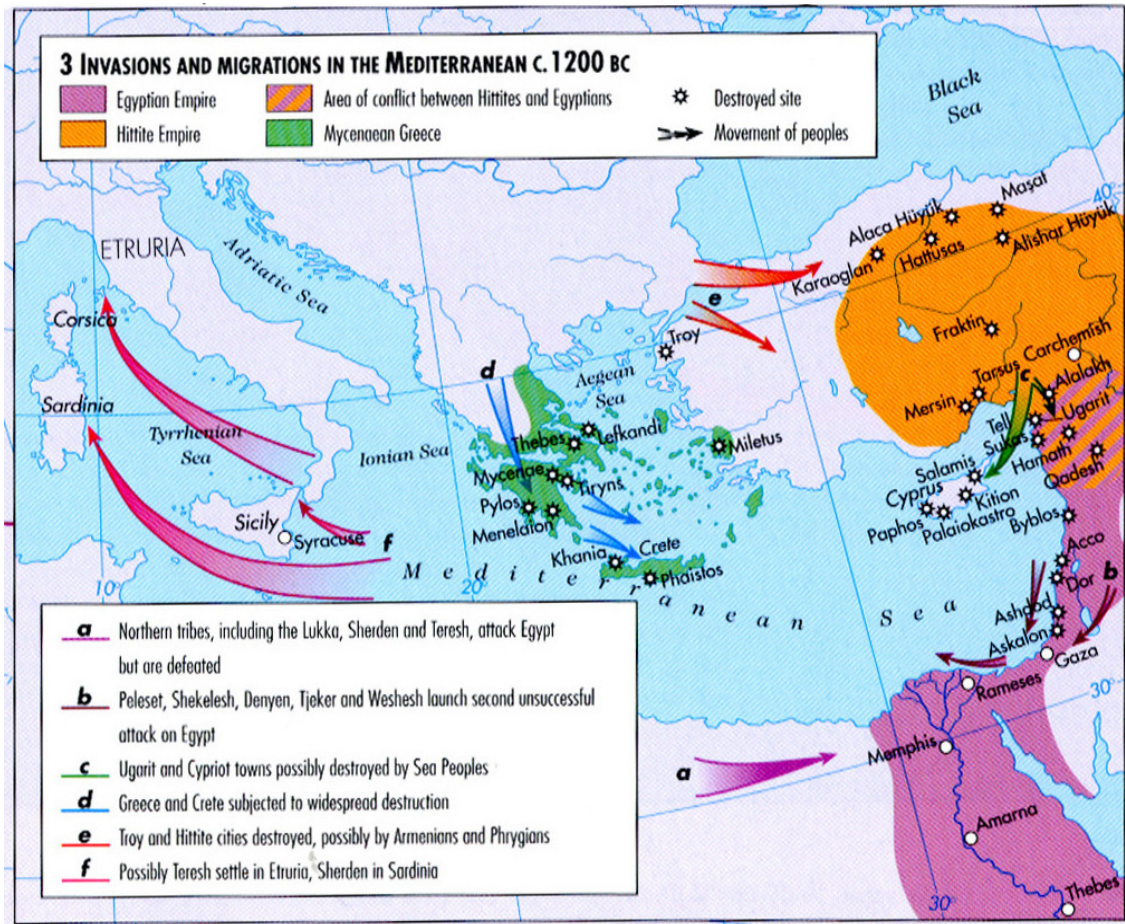 3 INVASIONS AND MIGRATIONS IN THE MEDITERRANEAN C. 1200 BC
Egyptian Empire
Area of conflict between Hittites and Egyptians
Destroyed site
Hittite Empire
Mycenaean Greece
Movement of peoples
Black
Sea
ETRURIA
Adriatic Sea
Corsica
Sardinia
Tyrrhenian
Sea
Ionian Sea
Sicily
Syracuse
f
d
Aegean
Sea
Troy
e
Thebes
Lefkandi
Miletus
Mycenae
Tiryns
Pylos
Menelaion
Khania
Crete
Phaistos
Mediterranean Sea
10°
20°
Maşat
40°
Alaca Hüyük
Hattusas
Alishar Hüyük
Karaoglan
Fraktin
Carchemish
Tarsus
c
Alalakh
Mersin
Ugarit
Tell
Sukas
Hamath
Qadesh
Salamis
Cyprus
Kition
Paphos
Palaiokastro
Byblos
Acco
Dor
b
Ashdod
Askalon
Gaza
Rameses
30°
Memphis
a
Amarna
Thebes
30°
a Northern tribes, including the Lukka, Sherden and Teresh, attack Egypt
but are defeated
b Peleset, Shekelesh, Denyen, Tjeker and Weshesh launch second unsuccessful
attack on Egypt
c Ugarit and Cypriot towns possibly destroyed by Sea Peoples
d Greece and Crete subjected to widespread destruction
e Troy and Hittite cities destroyed, possibly by Armenians and Phrygians
f Possibly Teresh settle in Etruria, Sherden in Sardinia